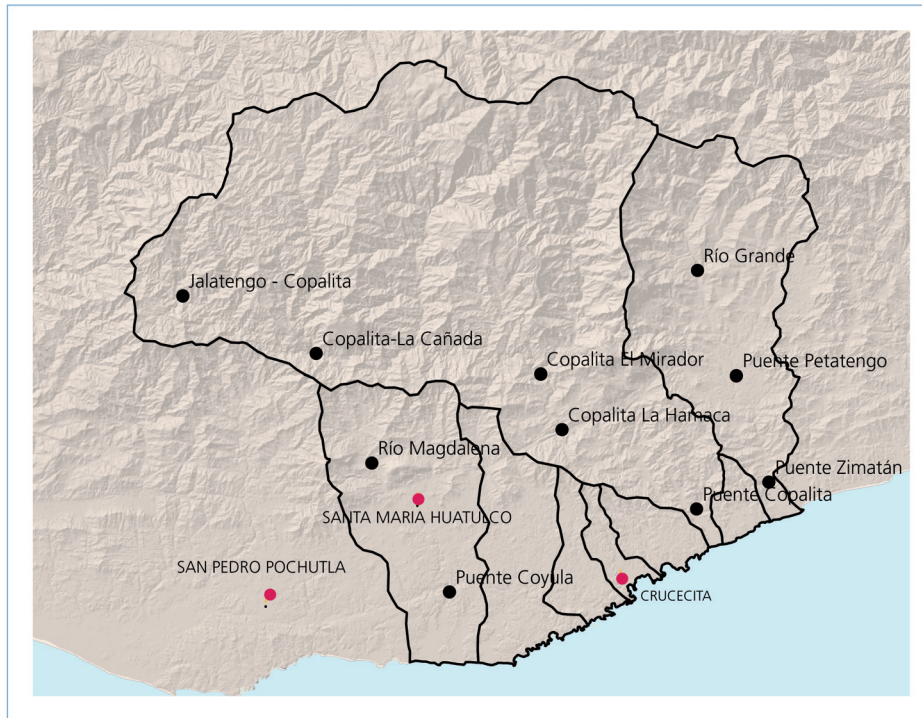 Río Grande
Jalatengo - Copalita
Copalita-La Cañada
Copalita El Mirador
Puente Petatengo
Copalita La Hamaca
Río Magdalena
Puente Zimatán
Puente Copalita
SANTA MARIA HUATULCO
SAN PEDRO POCHUTLA
Puente Coyula
CRUCECITA